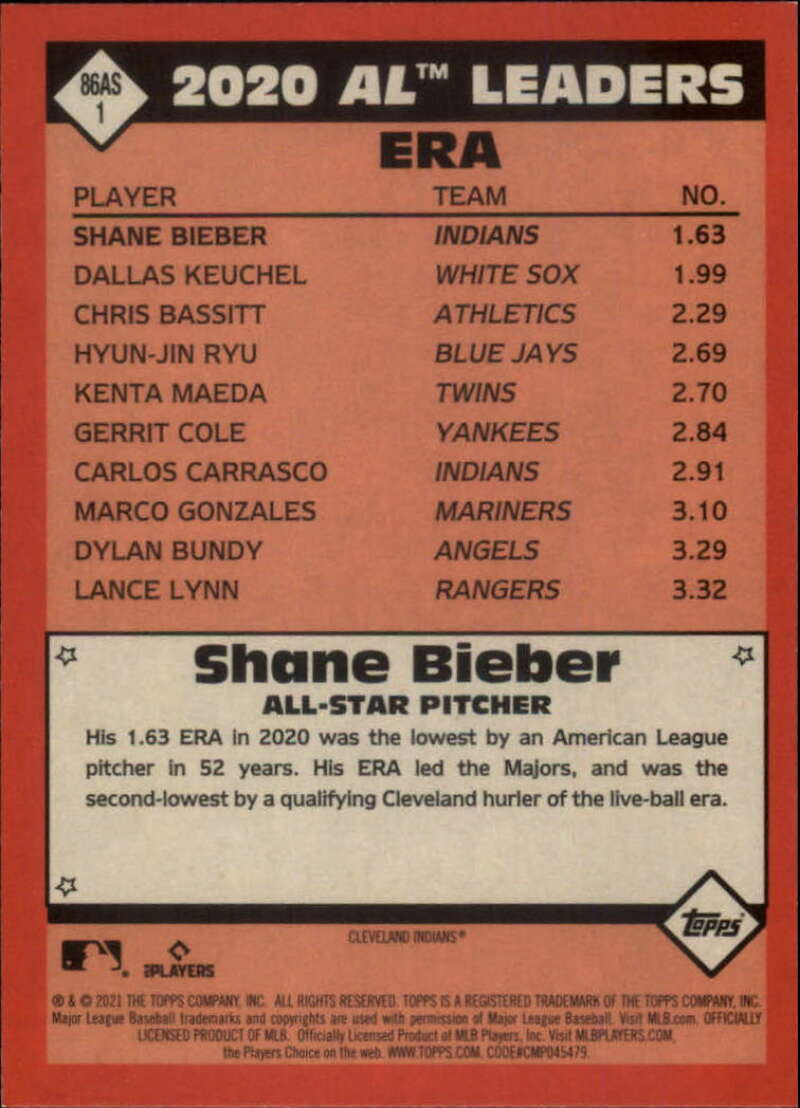 86AS
1
2020 AL™ LEADERS
ERA
PLAYER TEAM NO.
SHANE BIEBER INDIANS 1.63
DALLAS KEUCHEL WHITE SOX 1.99
CHRIS BASSITT ATHLETICS 2.29
HYUN-JIN RYU BLUE JAYS 2.69
KENTA MAEDA TWINS 2.70
GERRIT COLE YANKEES 2.84
CARLOS CARRASCO INDIANS 2.91
MARCO GONZALES MARINERS 3.10
DYLAN BUNDY ANGELS 3.29
LANCE LYNN RANGERS 3.32
Shane Bieber
ALL-STAR PITCHER
His 1.63 ERA in 2020 was the lowest by an American League
pitcher in 52 years. His ERA led the Majors, and was the
second-lowest by a qualifying Cleveland hurler of the live-ball era.
Topps
CLEVELAND INDIANS®
PLAYERS
® & © 2021 THE TOPPS COMPANY, INC. ALL RIGHTS RESERVED. TOPPS IS A REGISTERED TRADEMARK OF THE TOPPS COMPANY, INC.
Major League Baseball trademarks and copyrights are used with permission of Major League Baseball. Visit MLB.com. OFFICIALLY
LICENSED PRODUCT OF MLB. Officially Licensed Product of MLB Players, Inc. Visit MLBPLAYERS.COM,
the Players Choice on the web. WWW.TOPPS.COM. CODE#CMP045479.